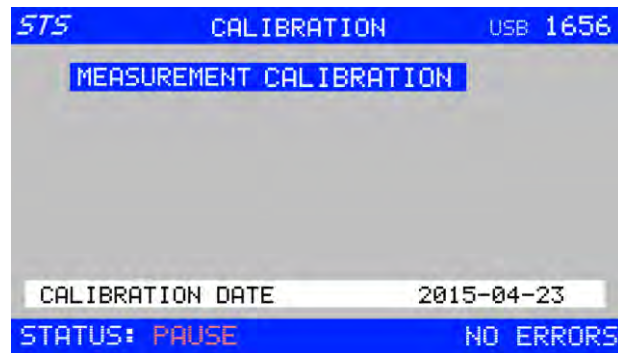 STS CALIBRATION USB 1656
MEASUREMENT CALIBRATION
CALIBRATION DATE 2015-04-23
STATUS: PAUSE NO ERRORS